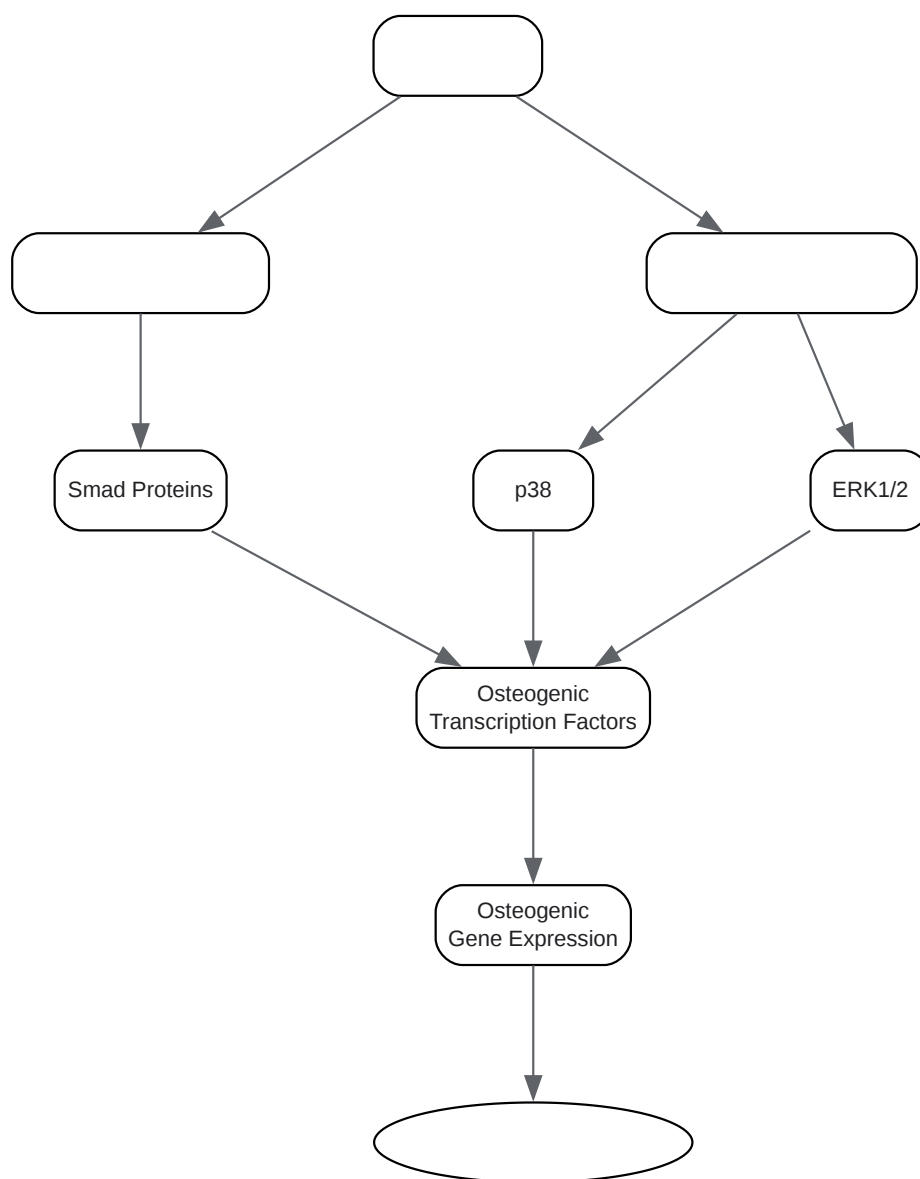 Smad Proteins
p38
ERK1/2
Osteogenic
Transcription Factors
Osteogenic
Gene Expression